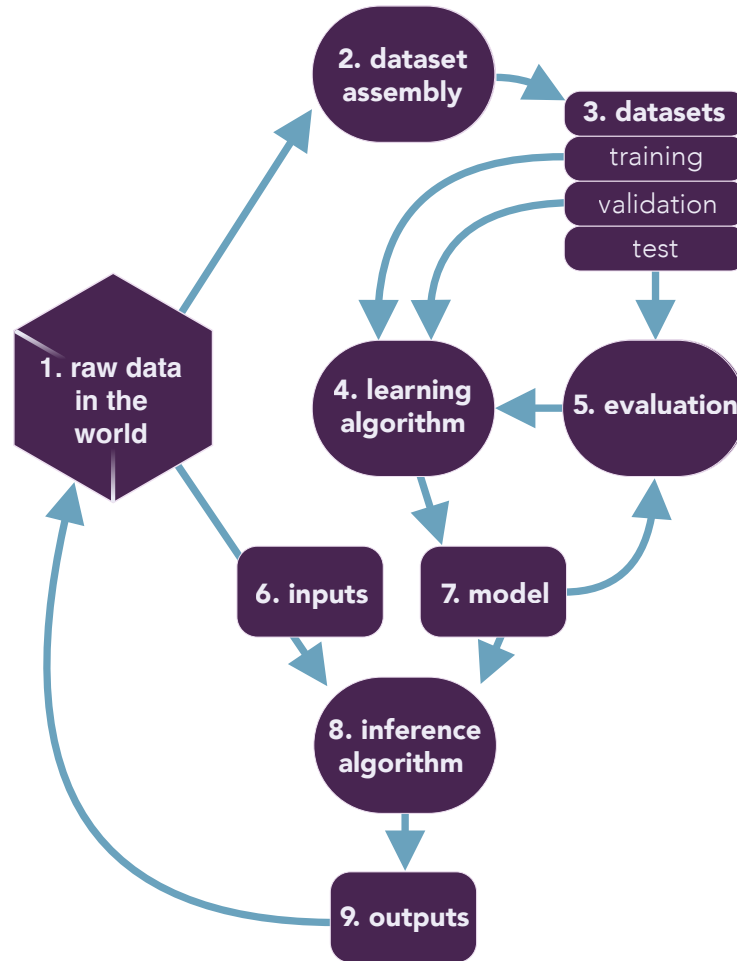 2. dataset
assembly
3. datasets
training
validation
test
1. raw data
in the
world
4. learning
algorithm
5. evaluation
6. inputs
7. model
8. inference
algorithm
9. outputs